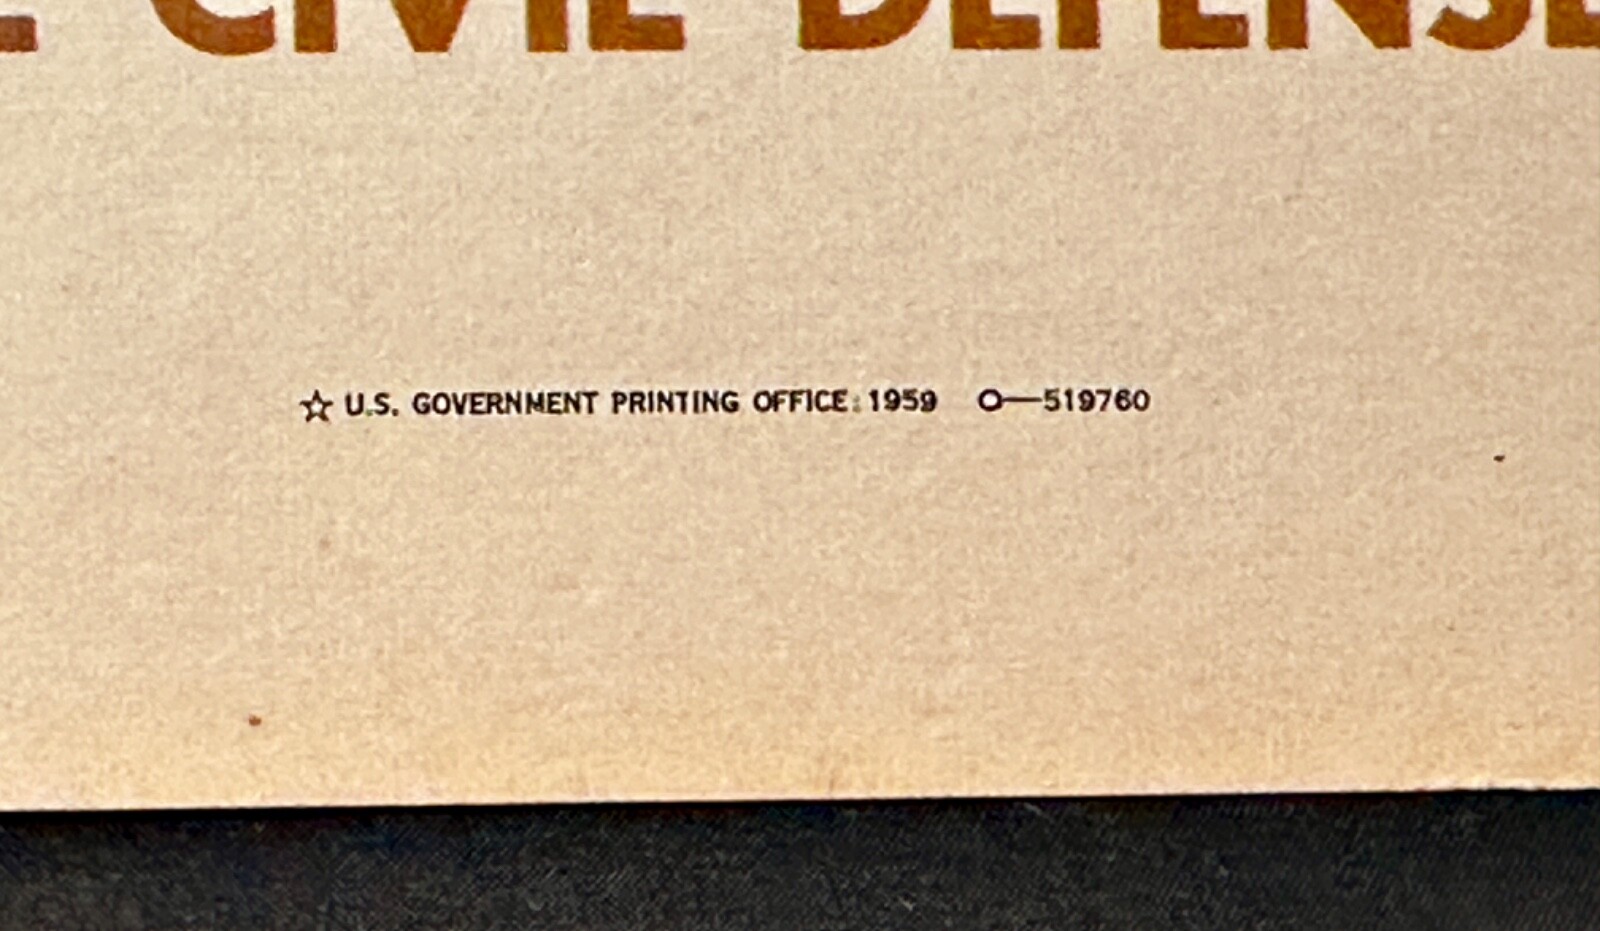 CIVIL DEFENSE
☆ U.S. GOVERNMENT PRINTING OFFICE: 1959 O—519760